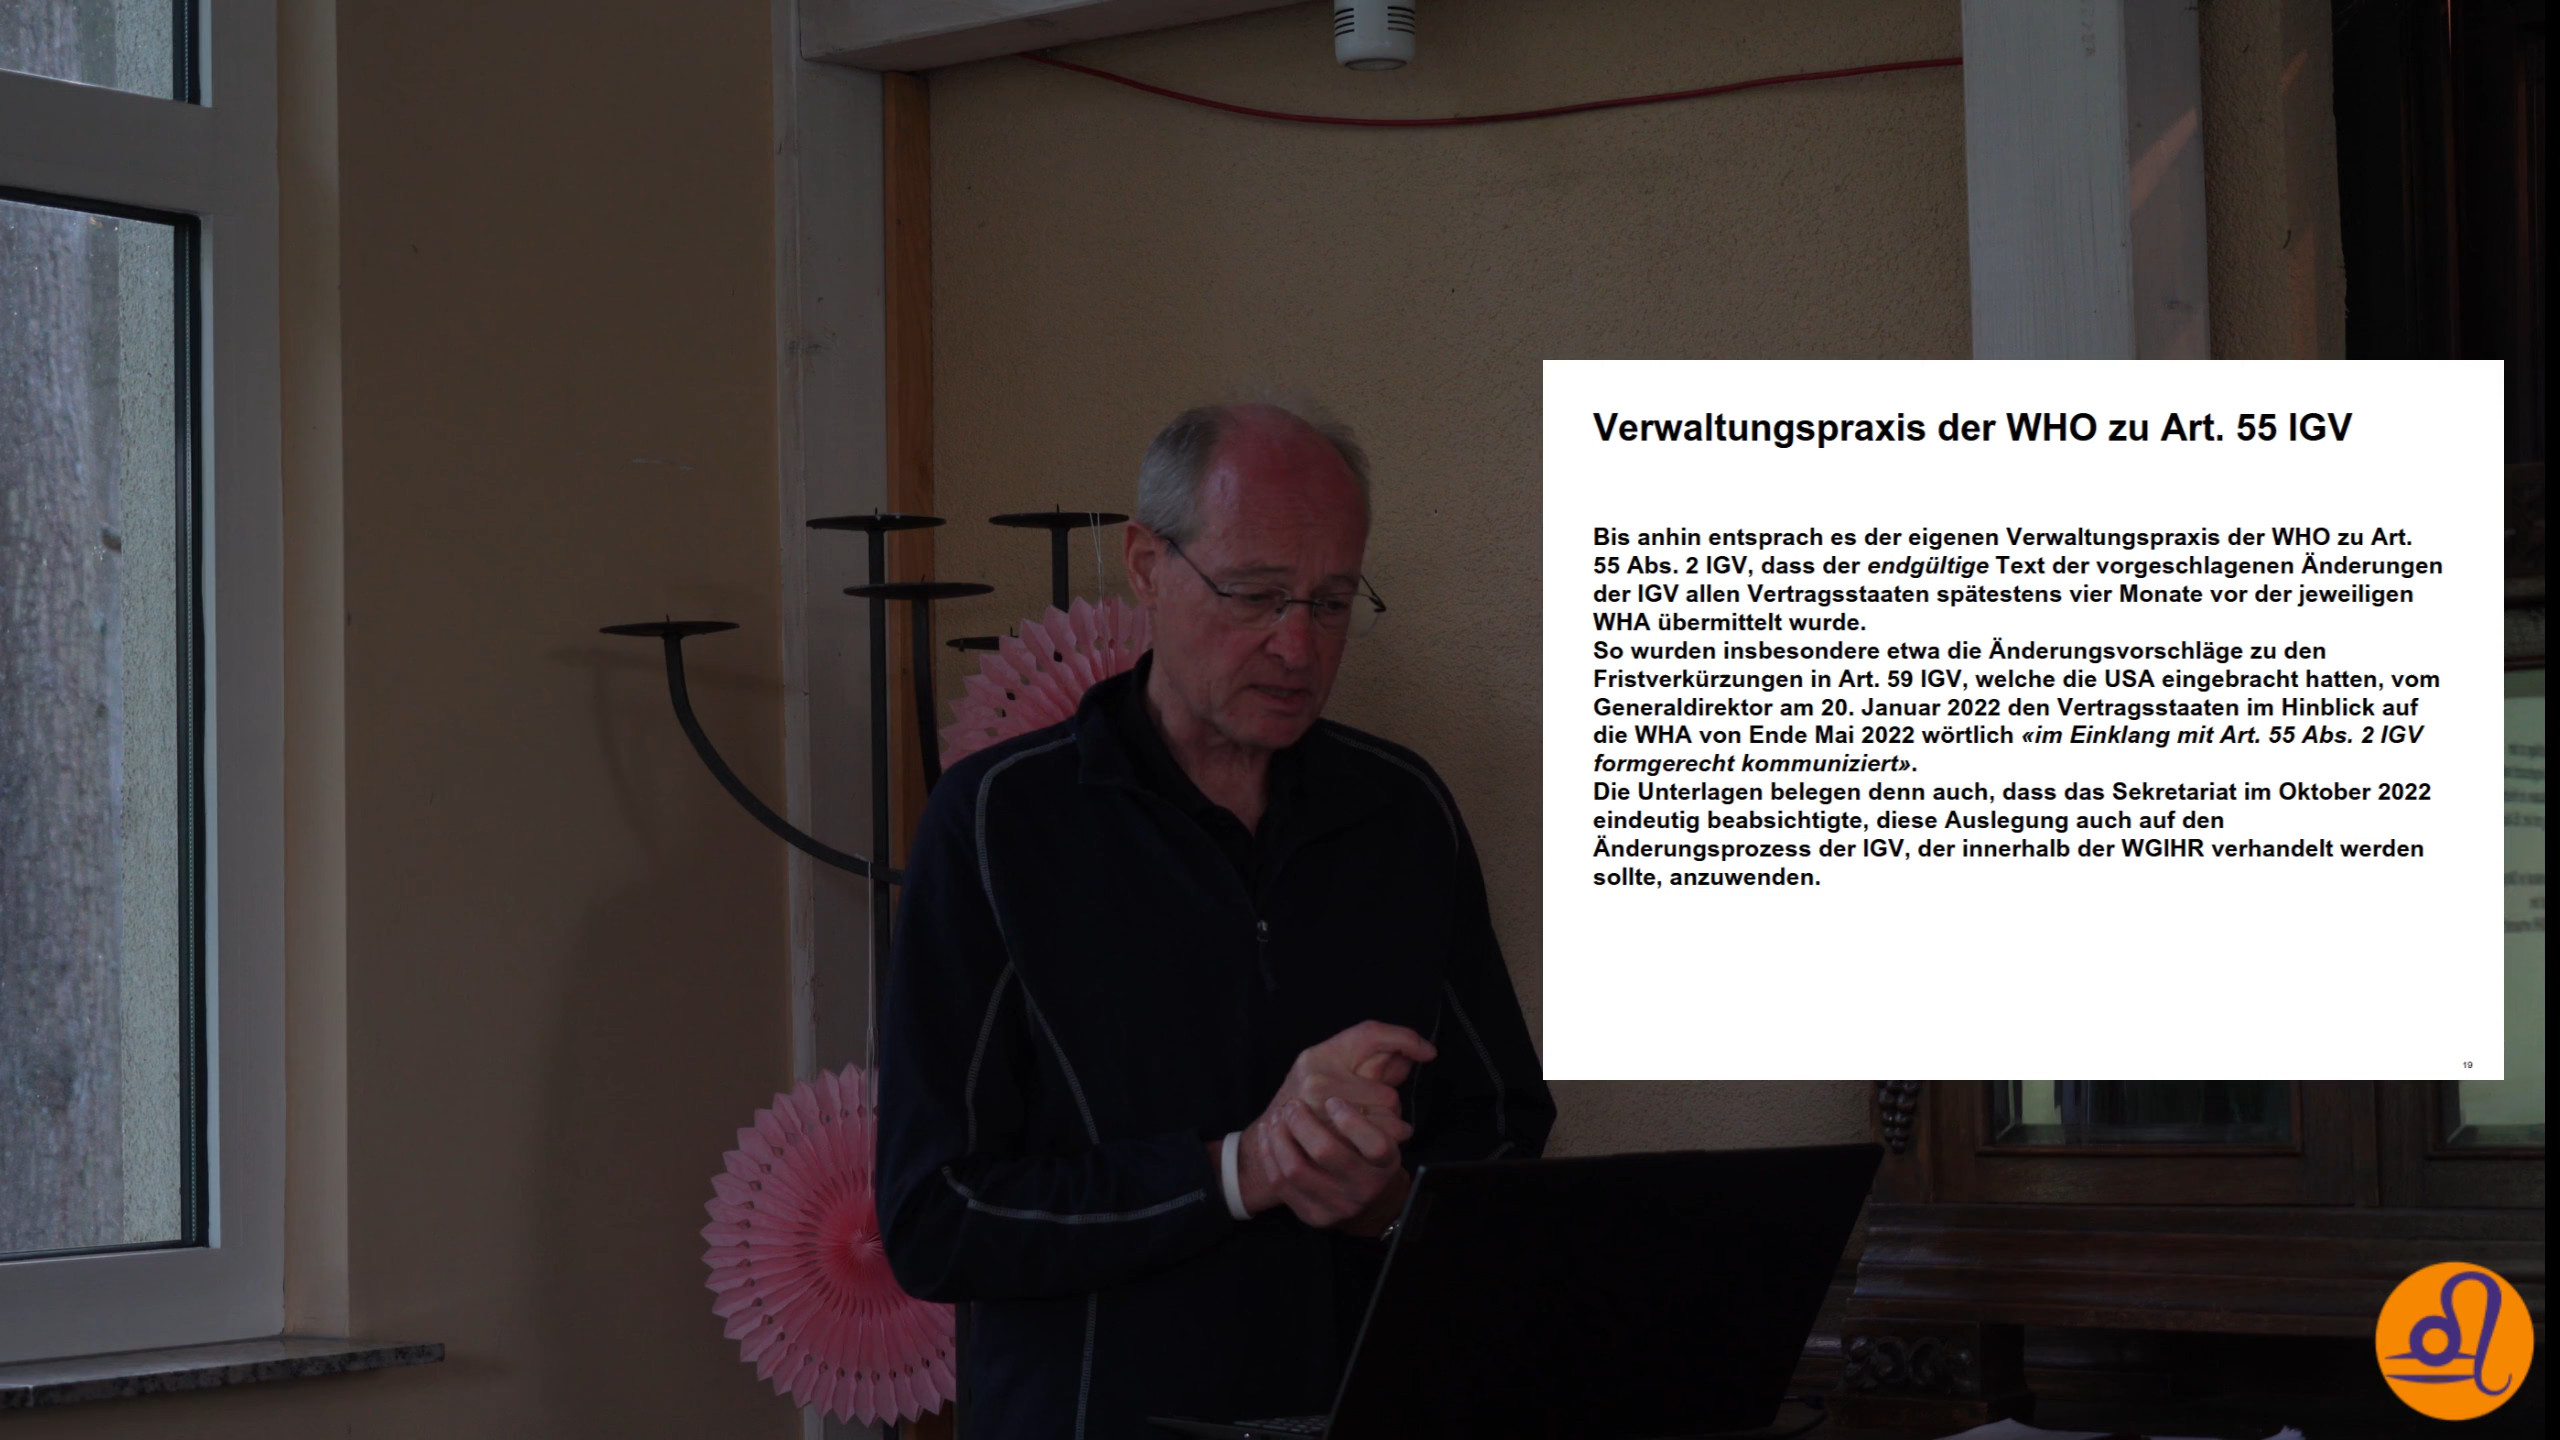 Verwaltungspraxis der WHO zu Art. 55 IGV
Bis anhin entsprach es der eigenen Verwaltungspraxis der WHO zu Art.
55 Abs. 2 IGV, dass der endgültige Text der vorgeschlagenen Änderungen
der IGV allen Vertragsstaaten spätestens vier Monate vor der jeweiligen
WHA übermittelt wurde.
So wurden insbesondere etwa die Änderungsvorschläge zu den
Fristverkürzungen in Art. 59 IGV, welche die USA eingebracht hatten, vom
Generaldirektor am 20. Januar 2022 den Vertragsstaaten im Hinblick auf
die WHA von Ende Mai 2022 wörtlich «im Einklang mit Art. 55 Abs. 2 IGV
formgerecht kommuniziert».
Die Unterlagen belegen denn auch, dass das Sekretariat im Oktober 2022
eindeutig beabsichtigte, diese Auslegung auch auf den
Änderungsprozess der IGV, der innerhalb der WGIHR verhandelt werden
sollte, anzuwenden.
19